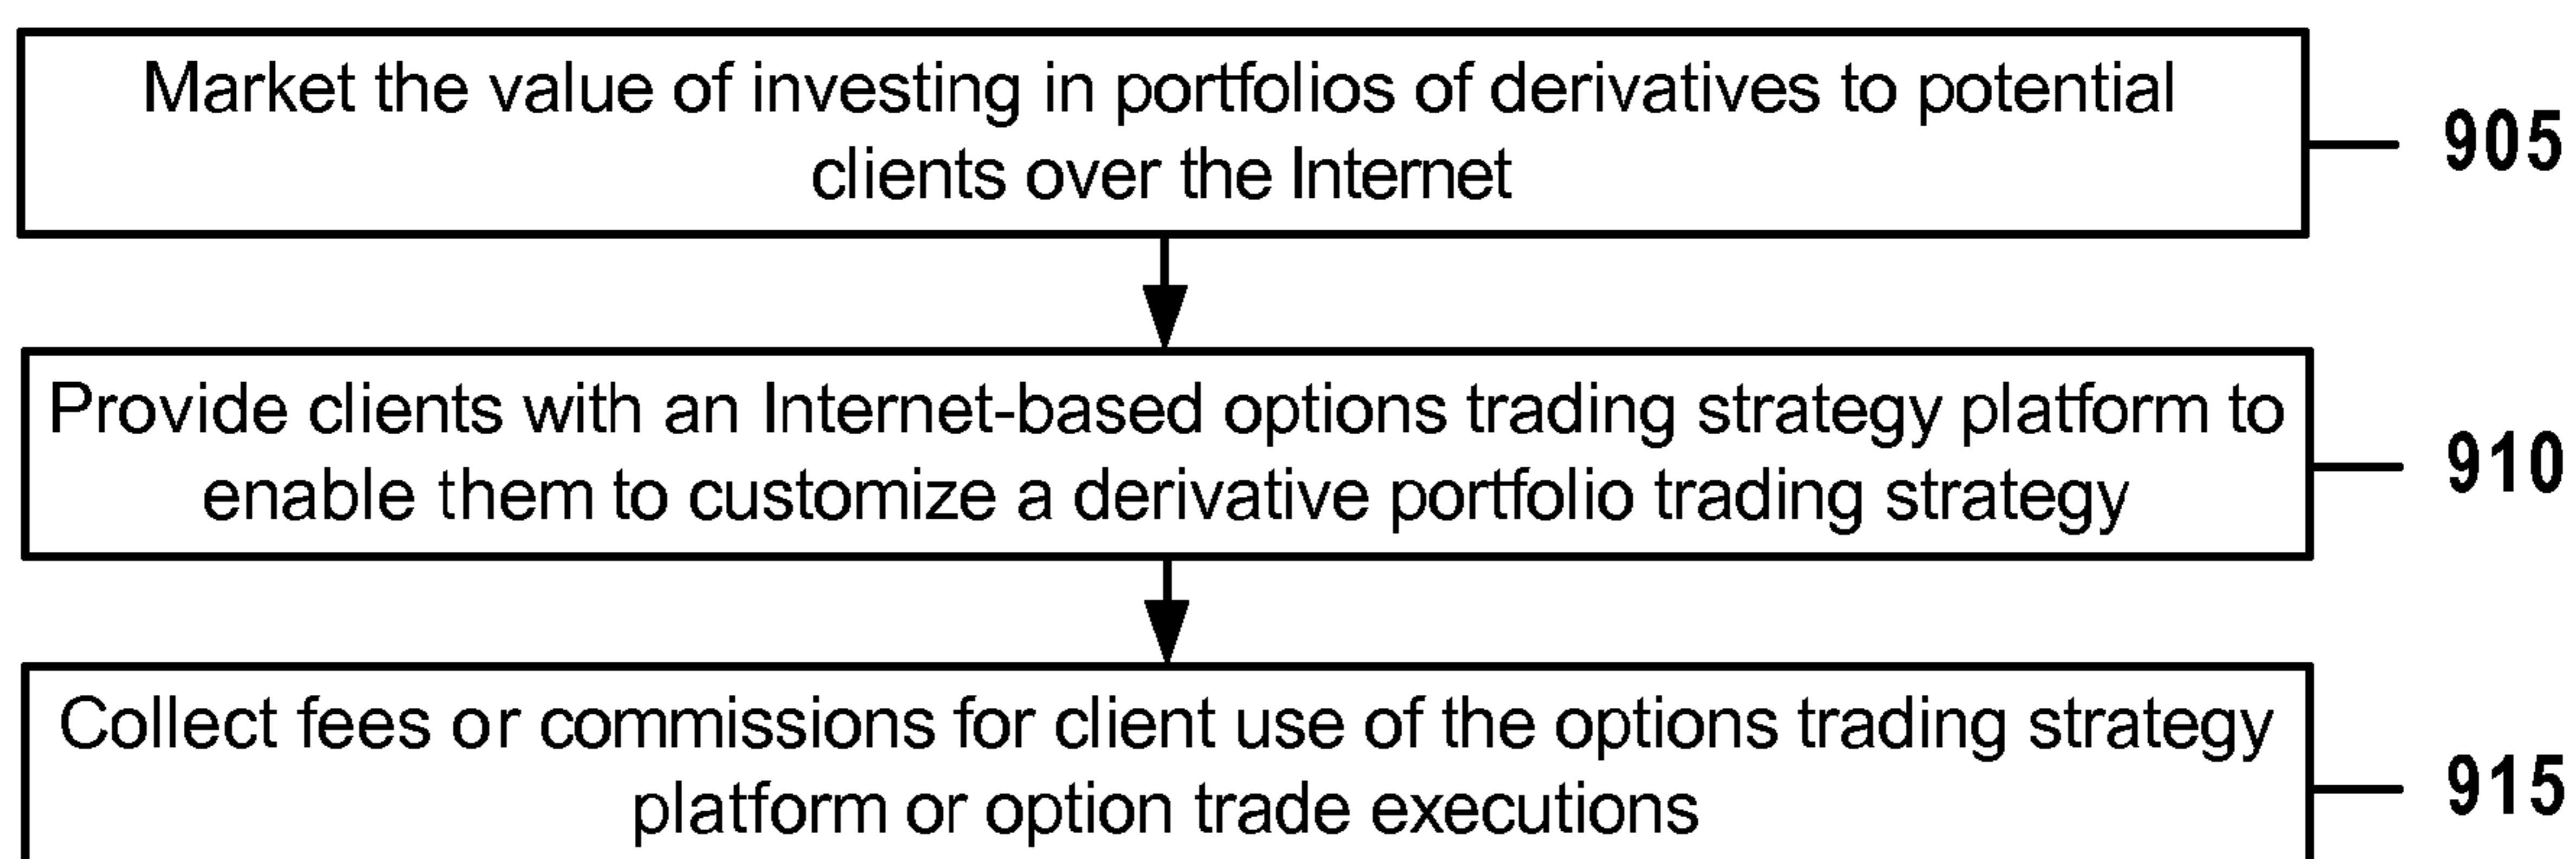 Market the value of investing in portfolios of derivatives to potential
clients over the Internet
905
Provide clients with an Internet-based options trading strategy platform to
enable them to customize a derivative portfolio trading strategy
910
Collect fees or commissions for client use of the options trading strategy
platform or option trade executions
915